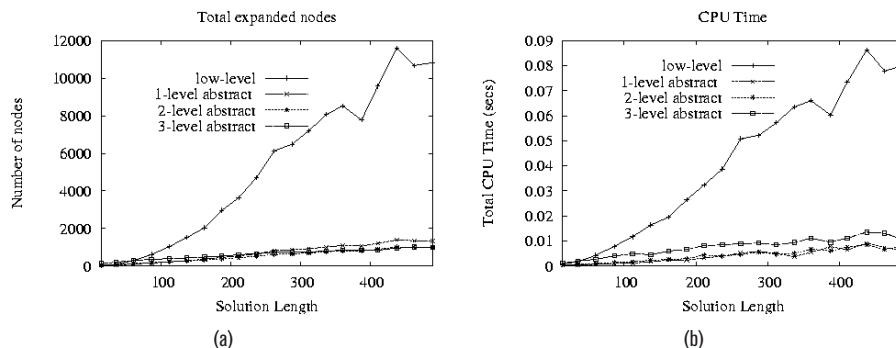 Total expanded nodes
12000
10000
8000
6000
4000
2000
0
Number of nodes
low-level
1-level abstract
2-level abstract
3-level abstract
100 200 300 400
Solution Length
(a)
CPU Time
0.09
0.08
0.07
0.06
0.05
0.04
0.03
0.02
0.01
0
Total CPU Time (secs)
low-level
1-level abstract
2-level abstract
3-level abstract
100 200 300 400
Solution Length
(b)